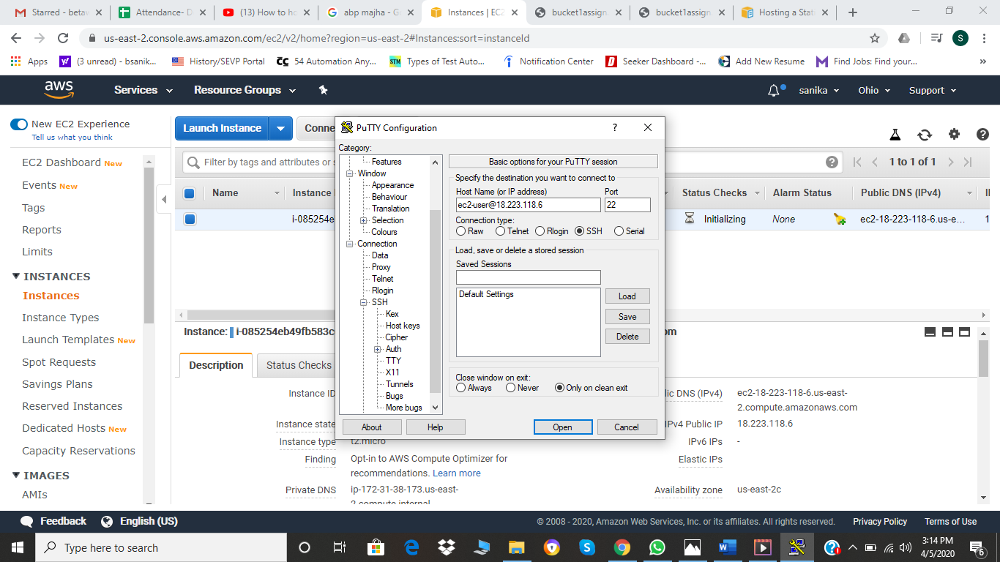 Starred - betaw
Attendance- D
(13) How to ho
abp majha - G
Instances | EC2
bucket1assign
bucket1assign
Hosting a Stat
us-east-2.console.aws.amazon.com/ec2/v2/home?region=us-east-2#Instances:sort=instanceId
S
Apps
(3 unread) - bsanik...
History/SEVP Portal
54 Automation Any...
STM Types of Test Auto...
Notification Center
Seeker Dashboard -...
Add New Resume
Find Jobs: Find your...
»
aws
Services
Resource Groups
sanika
Ohio
Support
New EC2 Experience
Tell us what you think
EC2 Dashboard New
Events New
Tags
Reports
Limits
INSTANCES
Instances
Instance Types
Launch Templates New
Spot Requests
Savings Plans
Reserved Instances
Dedicated Hosts New
Capacity Reservations
IMAGES
AMIs
Launch Instance
Conne
Filter by tags and attributes or s
1 to 1 of 1
Name
Instance I
Status Checks
Alarm Status
Public DNS (IPv4)
i-085254e
Initializing
None
ec2-18-223-118-6.us-e...
1
PuTTY Configuration
?
Category:
Features
Window
Appearance
Behaviour
Translation
Selection
Colours
Connection
Data
Proxy
Telnet
Rlogin
SSH
Kex
Host keys
Cipher
Auth
TTY
X11
Tunnels
Bugs
More bugs
Basic options for your PuTTY session
Specify the destination you want to connect to
Host Name (or IP address)
Port
ec2-user@18.223.118.6
22
Connection type:
Raw
Telnet
Rlogin
SSH
Serial
Load, save or delete a stored session
Saved Sessions
Default Settings
Load
Save
Delete
Close window on exit:
Always
Never
Only on clean exit
About
Help
Open
Cancel
Instance: i-085254eb49fb583c
om
Description
Status Checks
Instance ID
Instance state
Instance type
t2.micro
Finding
Opt-in to AWS Compute Optimizer for
recommendations. Learn more
Private DNS
ip-172-31-38-173.us-east-
2.compute.internal
lic DNS (IPv4)
ec2-18-223-118-6.us-east-
2.compute.amazonaws.com
IPv4 Public IP
18.223.118.6
IPv6 IPs
-
Elastic IPs
Availability zone
us-east-2c
Feedback
English (US)
© 2008 - 2020, Amazon Web Services, Inc. or its affiliates. All rights reserved.
Privacy Policy
Terms of Use
Type here to search
3:14 PM
4/5/2020
6